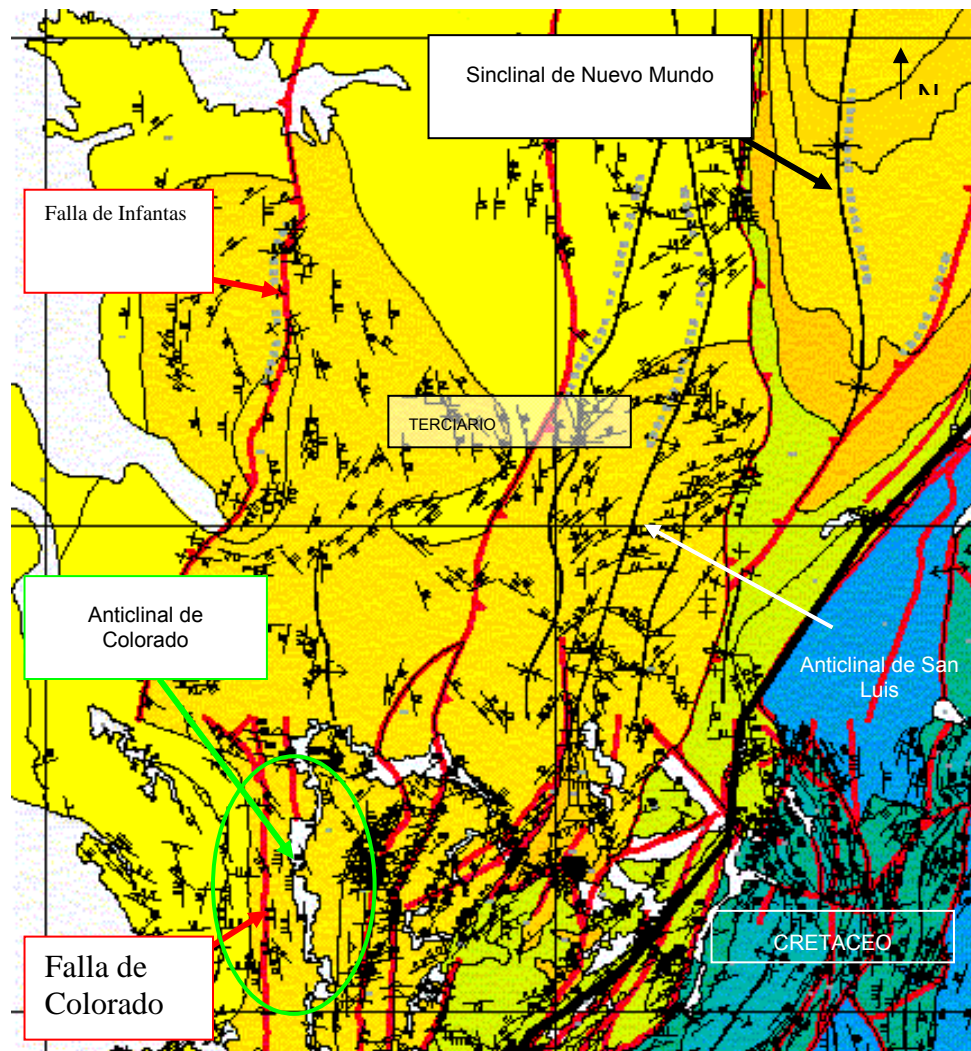 Sinclinal de Nuevo Mundo
N
Falla de Infantas
TERCIARIO
Anticlinal de
Colorado
Anticlinal de San
Luis
CRETACEO
Falla de
Colorado